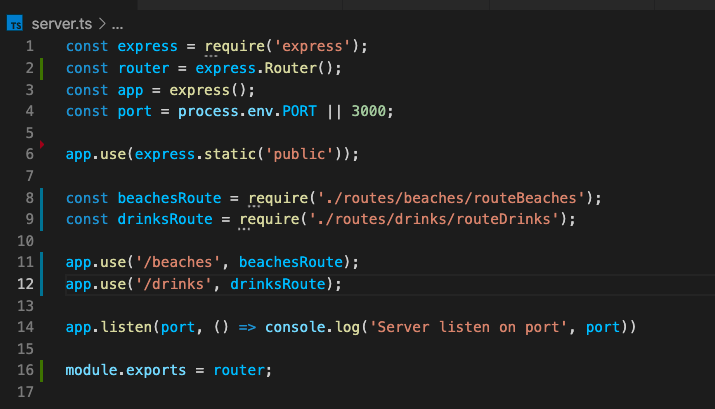 TS server.ts > ...
1 const express = require('express');
2 const router = express.Router();
3 const app = express();
4 const port = process.env.PORT || 3000;
5
6 app.use(express.static('public'));
7
8 const beachesRoute = require('./routes/beaches/routeBeaches');
9 const drinksRoute = require('./routes/drinks/routeDrinks');
10
11 app.use('/beaches', beachesRoute);
12 app.use('/drinks', drinksRoute);
13
14 app.listen(port, () => console.log('Server listen on port', port))
15
16 module.exports = router;
17